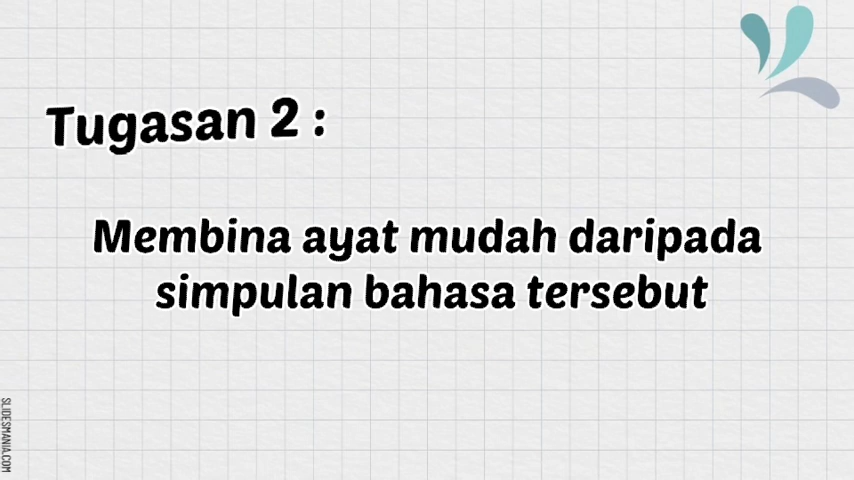 Tugasan 2 :
Membina ayat mudah daripada
simpulan bahasa tersebut
SLIDESMANIA.COM